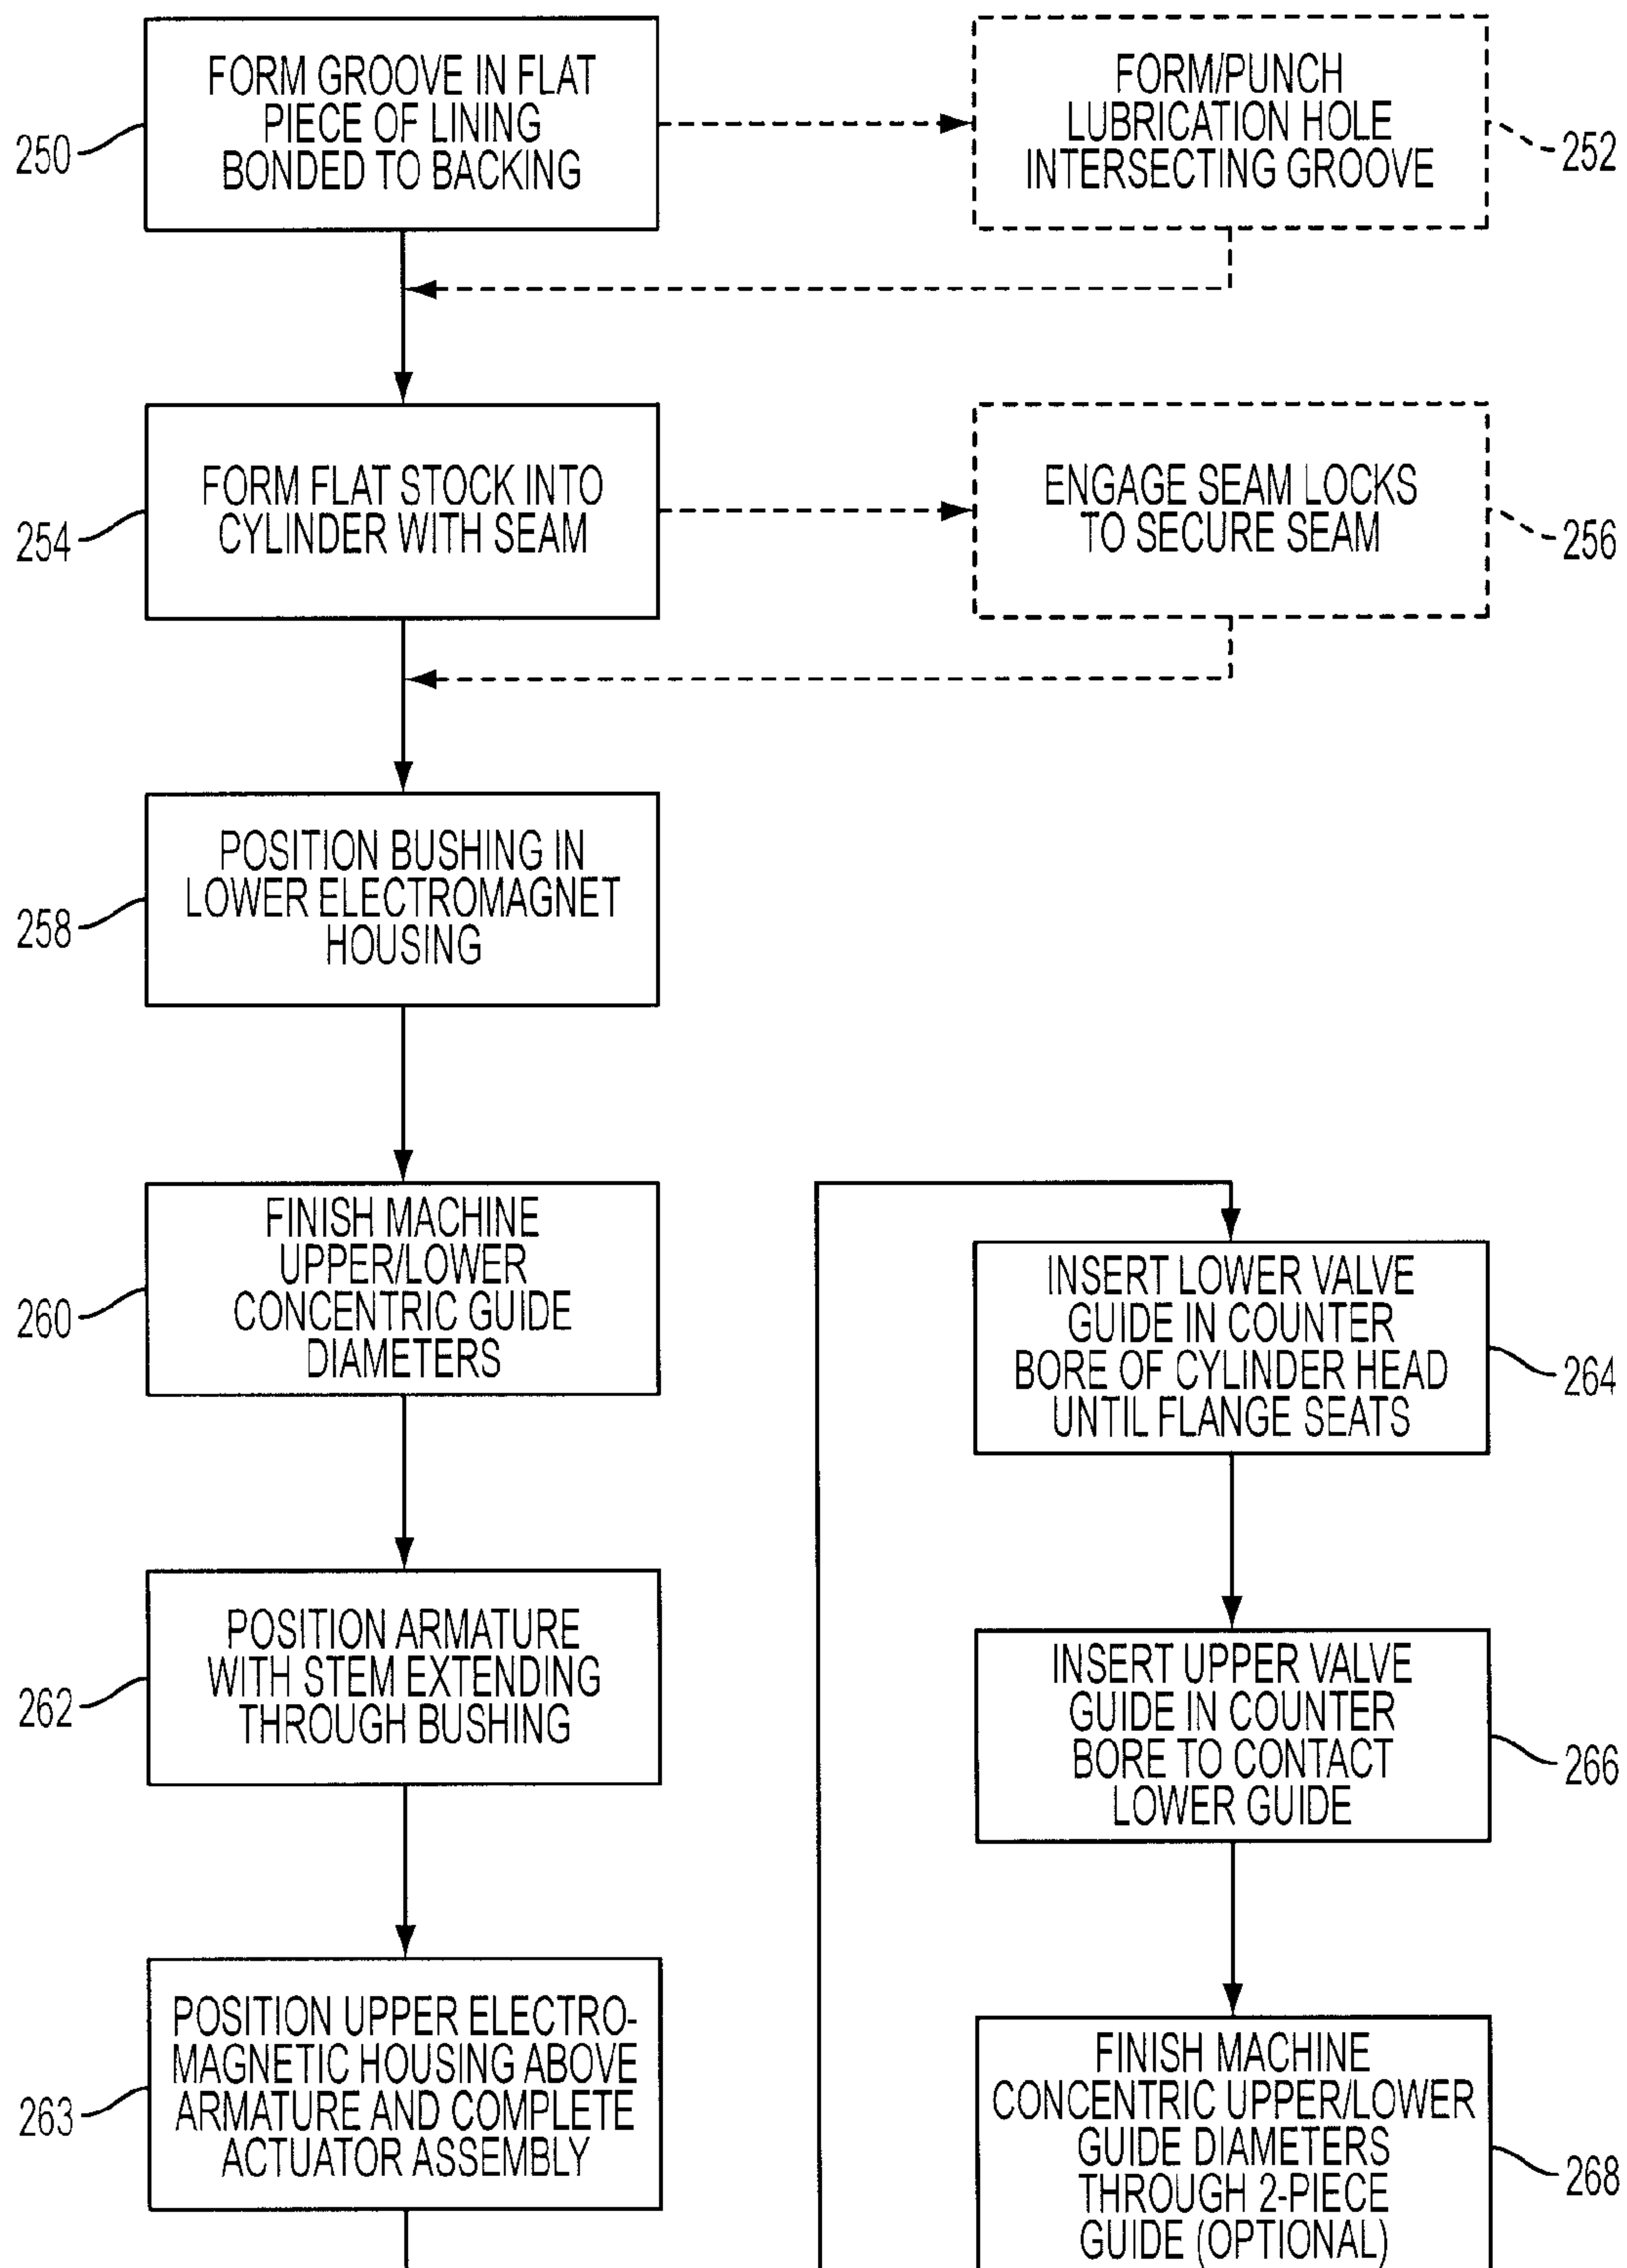 FORM GROOVE IN FLAT
PIECE OF LINING
BONDED TO BACKING
250
FORM/PUNCH
LUBRICATION HOLE
INTERSECTING GROOVE
252
FORM FLAT STOCK INTO
CYLINDER WITH SEAM
254
ENGAGE SEAM LOCKS
TO SECURE SEAM
256
POSITION BUSHING IN
LOWER ELECTROMAGNET
HOUSING
258
FINISH MACHINE
UPPER/LOWER
CONCENTRIC GUIDE
DIAMETERS
260
POSITION ARMATURE
WITH STEM EXTENDING
THROUGH BUSHING
262
POSITION UPPER ELECTRO-
MAGNETIC HOUSING ABOVE
ARMATURE AND COMPLETE
ACTUATOR ASSEMBLY
263
INSERT LOWER VALVE
GUIDE IN COUNTER
BORE OF CYLINDER HEAD
UNTIL FLANGE SEATS
264
INSERT UPPER VALVE
GUIDE IN COUNTER
BORE TO CONTACT
LOWER GUIDE
266
FINISH MACHINE
CONCENTRIC UPPER/LOWER
GUIDE DIAMETERS
THROUGH 2-PIECE
GUIDE (OPTIONAL)
268